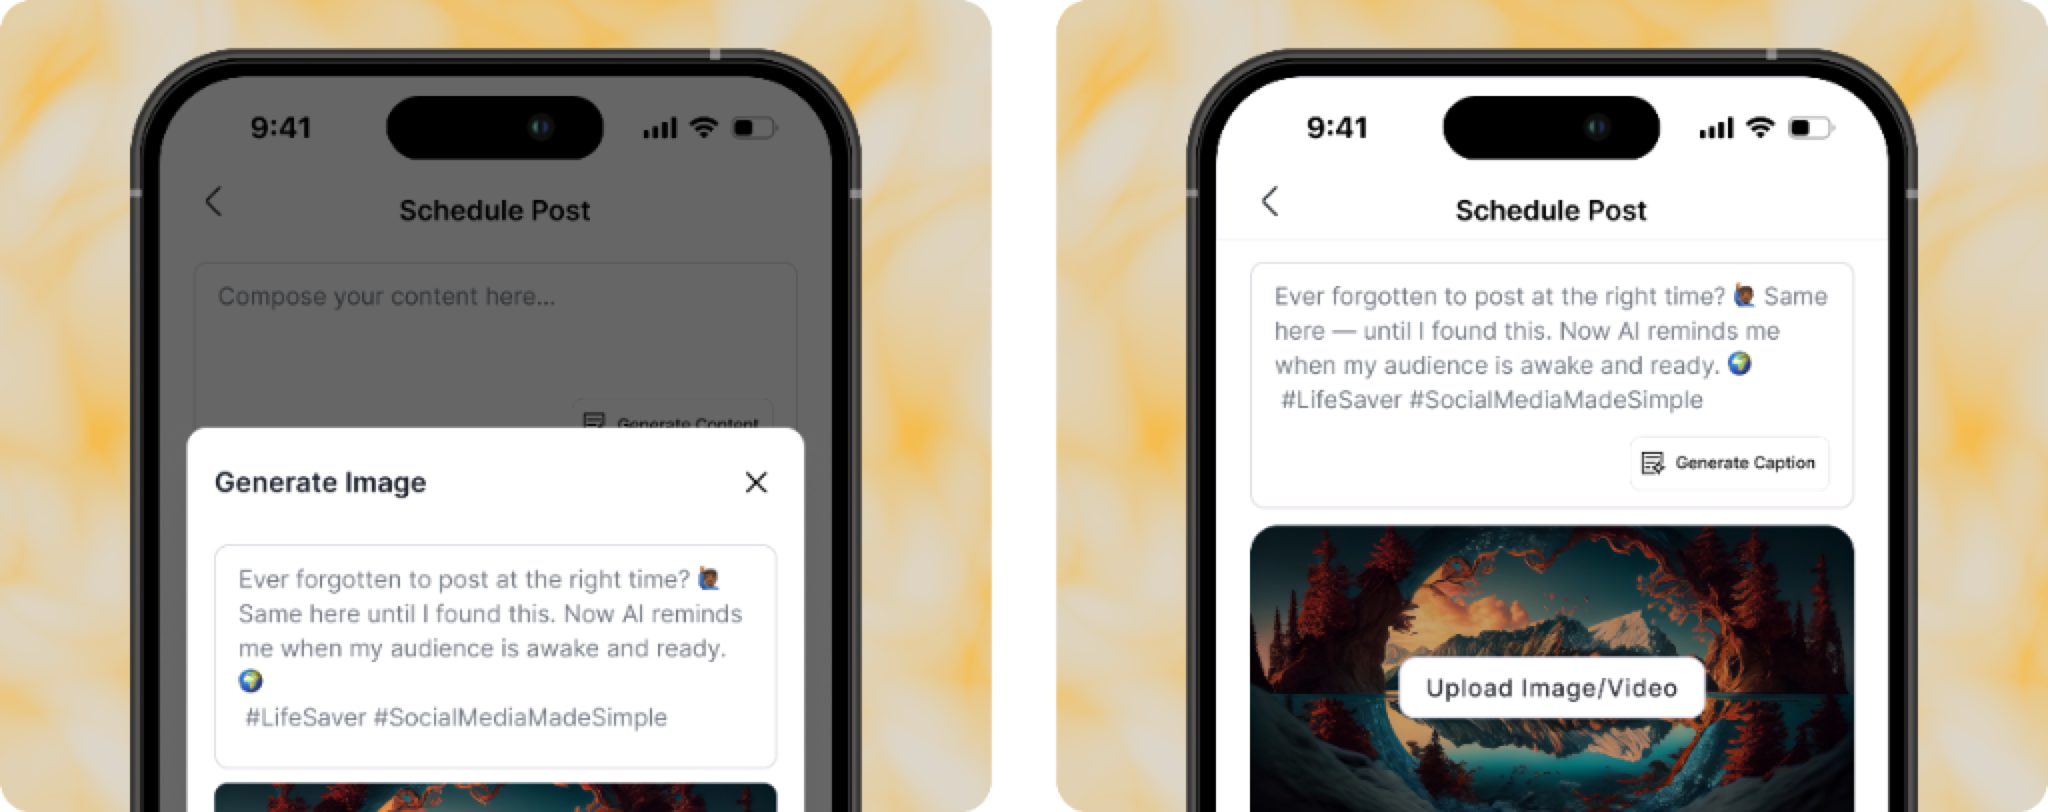 9:41
Schedule Post
Compose your content here...
Generate Content
Generate Image
Ever forgotten to post at the right time? 🙋🏾
Same here until I found this. Now AI reminds
me when my audience is awake and ready.
🌍
#LifeSaver #SocialMediaMadeSimple
9:41
Schedule Post
Ever forgotten to post at the right time? 🙋🏾 Same
here — until I found this. Now AI reminds me
when my audience is awake and ready. 🌍
#LifeSaver #SocialMediaMadeSimple
Generate Caption
Upload Image/Video